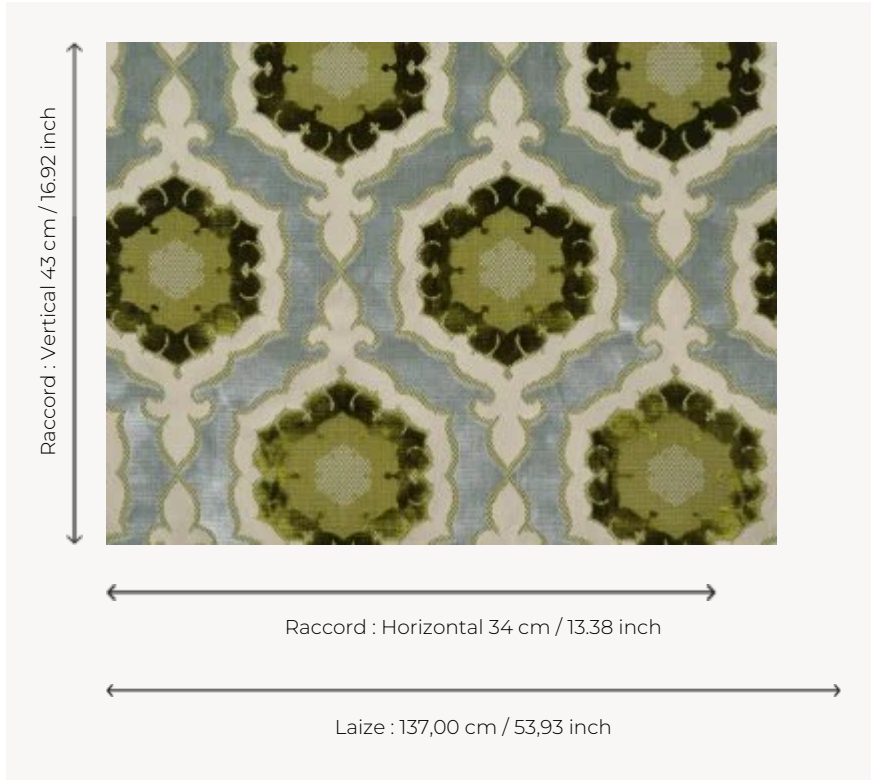 Raccord : Vertical 43 cm / 16.92 inch
Raccord : Horizontal 34 cm / 13.38 inch
Laize : 137,00 cm / 53,93 inch